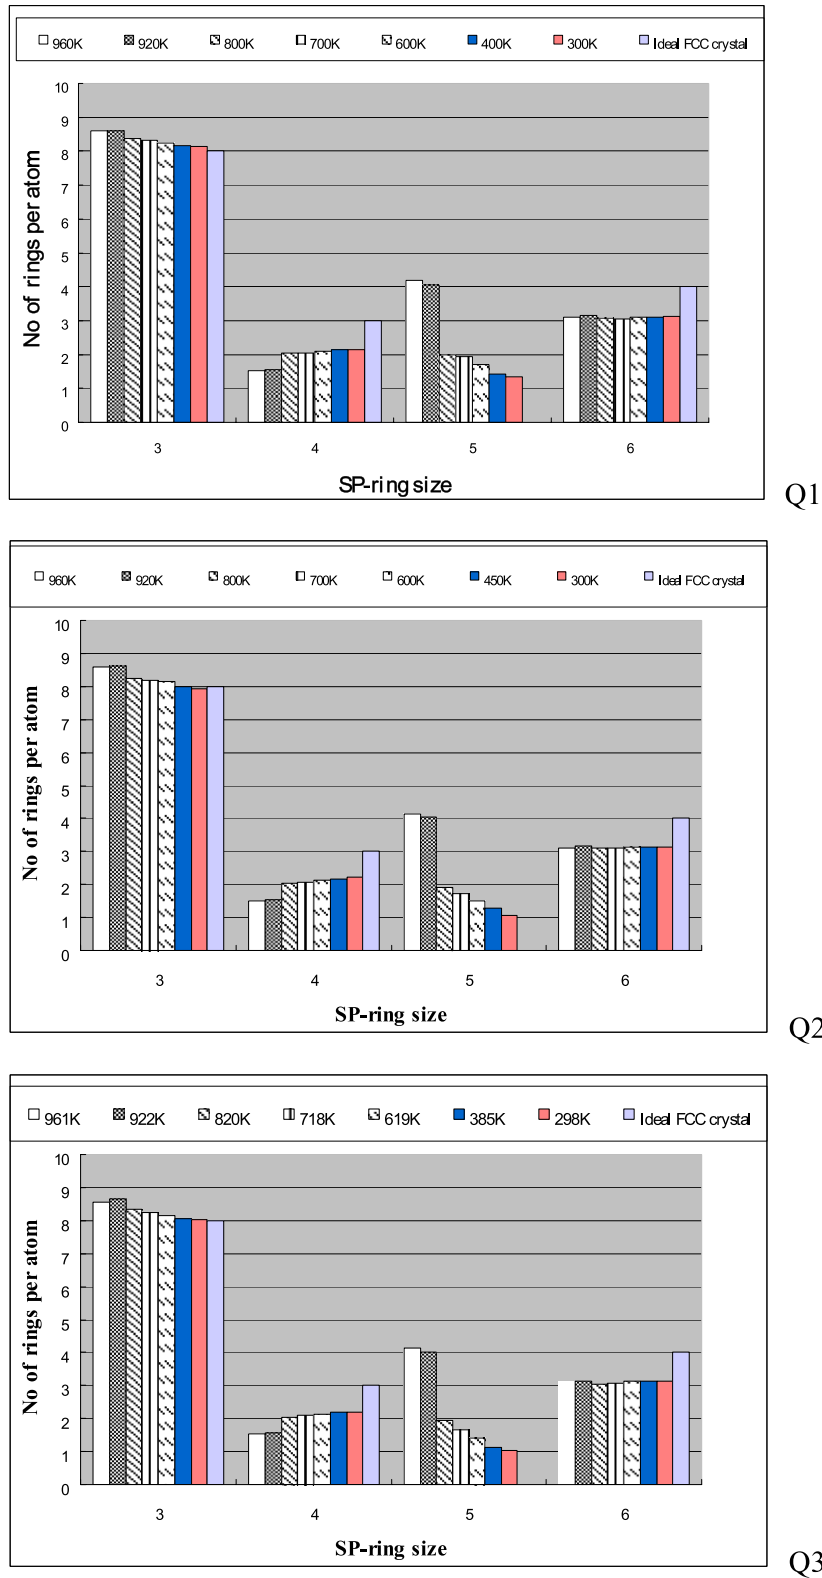 960K 920K 800K 700K 600K 400K 300K Ideal FCC crystal
10
9
8
7
6
5
4
3
2
1
0
No of rings per atom
3 4 5 6
SP-ring size
Q1
960K 920K 800K 700K 600K 450K 300K Ideal FCC crystal
10
9
8
7
6
5
4
3
2
1
0
No of rings per atom
3 4 5 6
SP-ring size
Q2
961K 922K 820K 718K 619K 385K 298K Ideal FCC crystal
10
9
8
7
6
5
4
3
2
1
0
No of rings per atom
3 4 5 6
SP-ring size
Q3